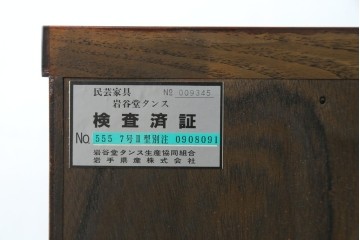 民芸家具 No 009345
岩谷堂タンス
検査済証
No 555 7号II型別注 0908091
岩谷堂タンス生産協同組合
岩手県産株式会社